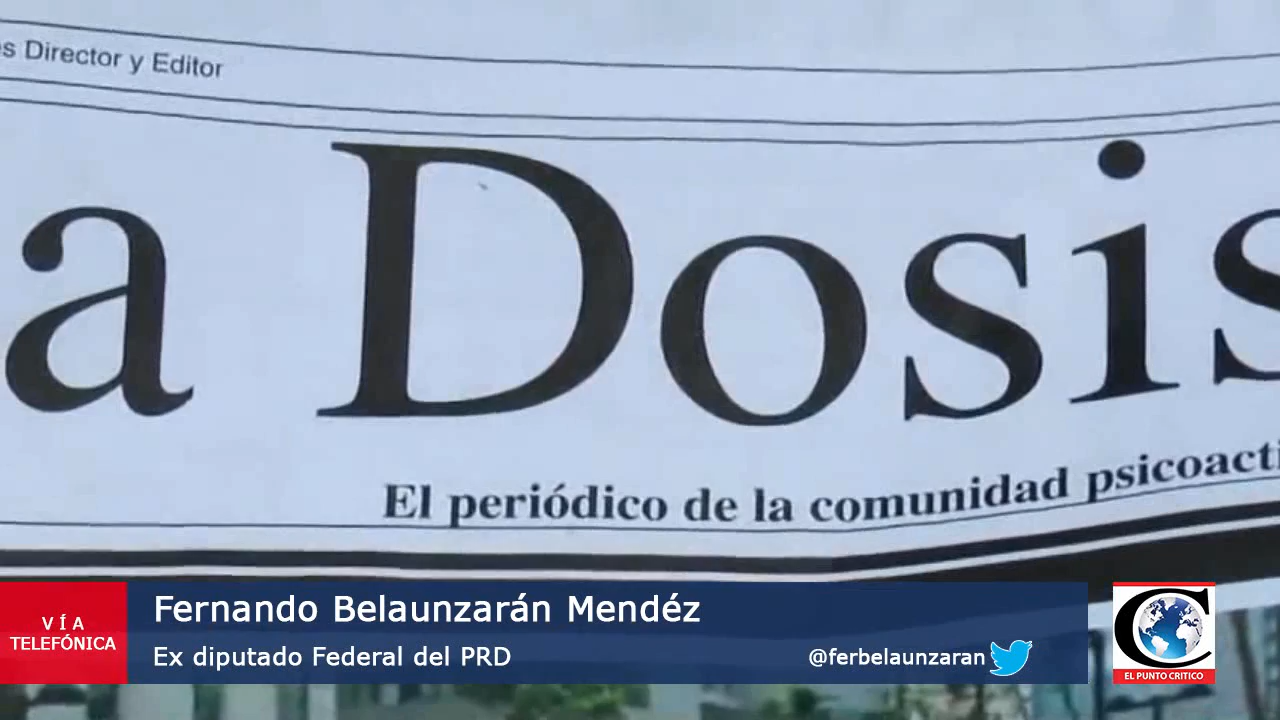 Director y Editor
a Dosis
El periódico de la comunidad
VÍA
TELEFÓNICA
Fernando Belaunzarán Mendéz
Ex diputado Federal del PRD
@ferbelaunzaran
C
EL PUNTO CRITICO